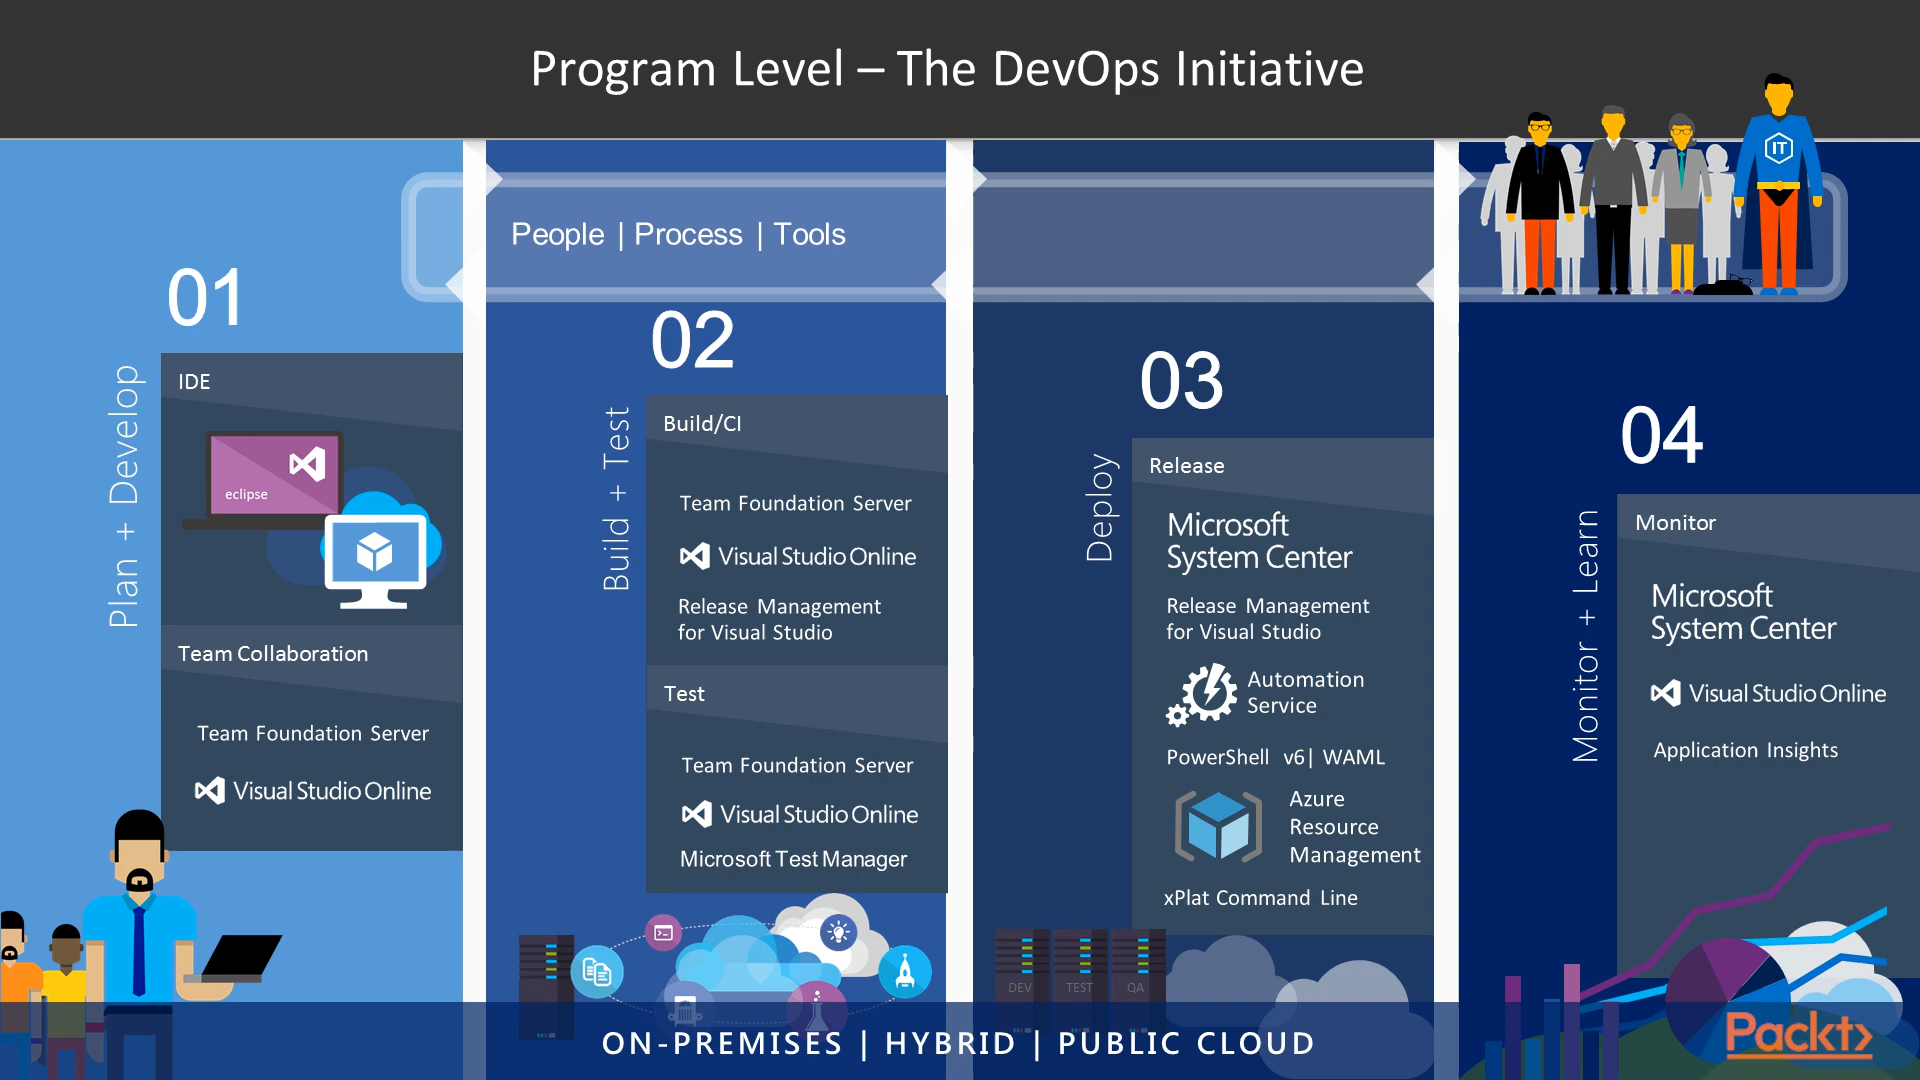 Program Level – The DevOps Initiative
IT
People | Process | Tools
01
Plan + Develop
IDE
eclipse
Team Collaboration
Team Foundation Server
Visual Studio Online
02
Build + Test
Build/CI
Team Foundation Server
Visual Studio Online
Release Management
for Visual Studio
Test
Team Foundation Server
Visual Studio Online
Microsoft Test Manager
03
Deploy
Release
Microsoft
System Center
Release Management
for Visual Studio
Automation
Service
PowerShell v6| WAML
Azure
Resource
Management
xPlat Command Line
DEV TEST QA
04
Monitor + Learn
Monitor
Microsoft
System Center
Visual Studio Online
Application Insights
ON-PREMISES | HYBRID | PUBLIC CLOUD
Packt>